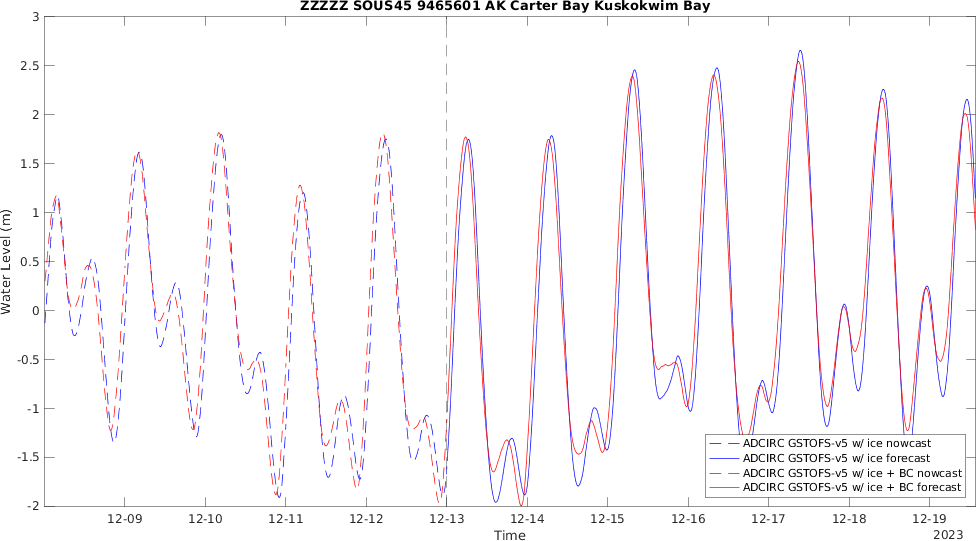 ZZZZZ SOUS45 9465601 AK Carter Bay Kuskokwim Bay
3
2.5
2
1.5
1
0.5
0
-0.5
-1
-1.5
-2
Water Level (m)
ADCIRC GSTOFS-v5 w/ ice nowcast
ADCIRC GSTOFS-v5 w/ ice forecast
ADCIRC GSTOFS-v5 w/ ice + BC nowcast
ADCIRC GSTOFS-v5 w/ ice + BC forecast
12-09 12-10 12-11 12-12 12-13 12-14 12-15 12-16 12-17 12-18 12-19
Time
2023